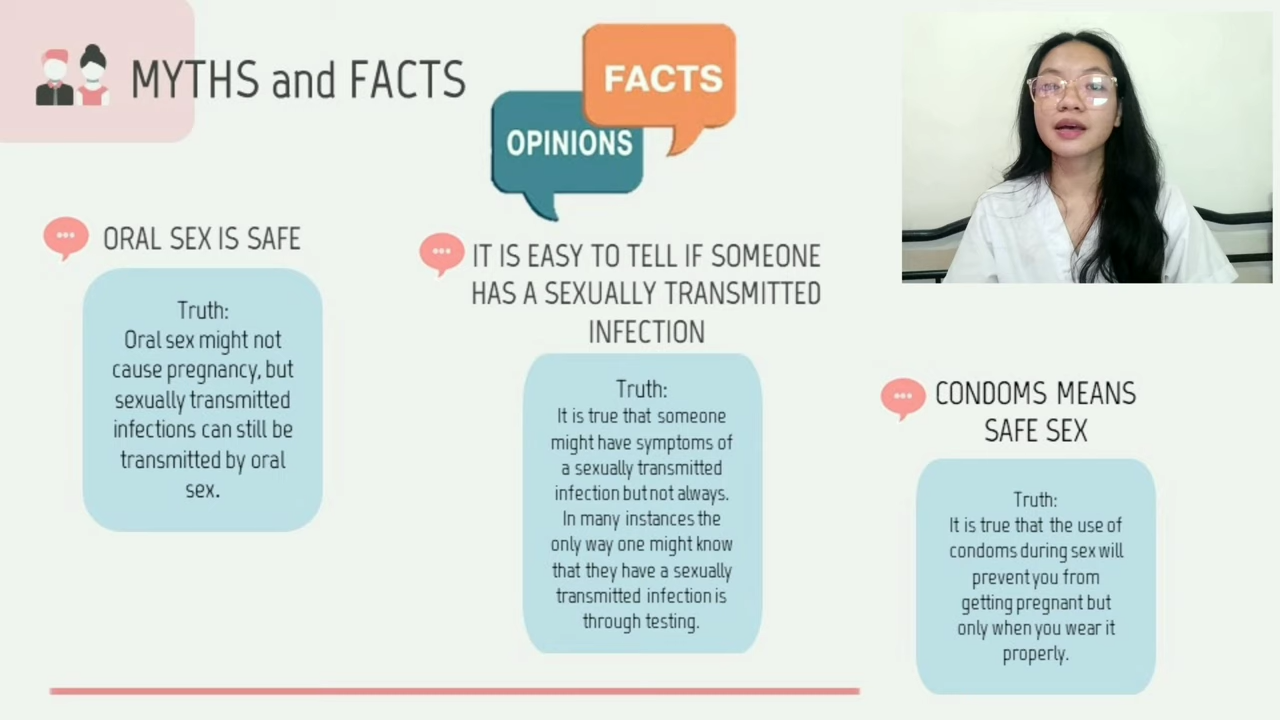 MYTHS and FACTS
FACTS
OPINIONS
ORAL SEX IS SAFE
Truth:
Oral sex might not
cause pregnancy, but
sexually transmitted
infections can still be
transmitted by oral
sex.
IT IS EASY TO TELL IF SOMEONE
HAS A SEXUALLY TRANSMITTED
INFECTION
Truth:
It is true that someone
might have symptoms of
a sexually transmitted
infection but not always.
In many instances the
only way one might know
that they have a sexually
transmitted infection is
through testing.
CONDOMS MEANS
SAFE SEX
Truth:
It is true that the use of
condoms during sex will
prevent you from
getting pregnant but
only when you wear it
properly.